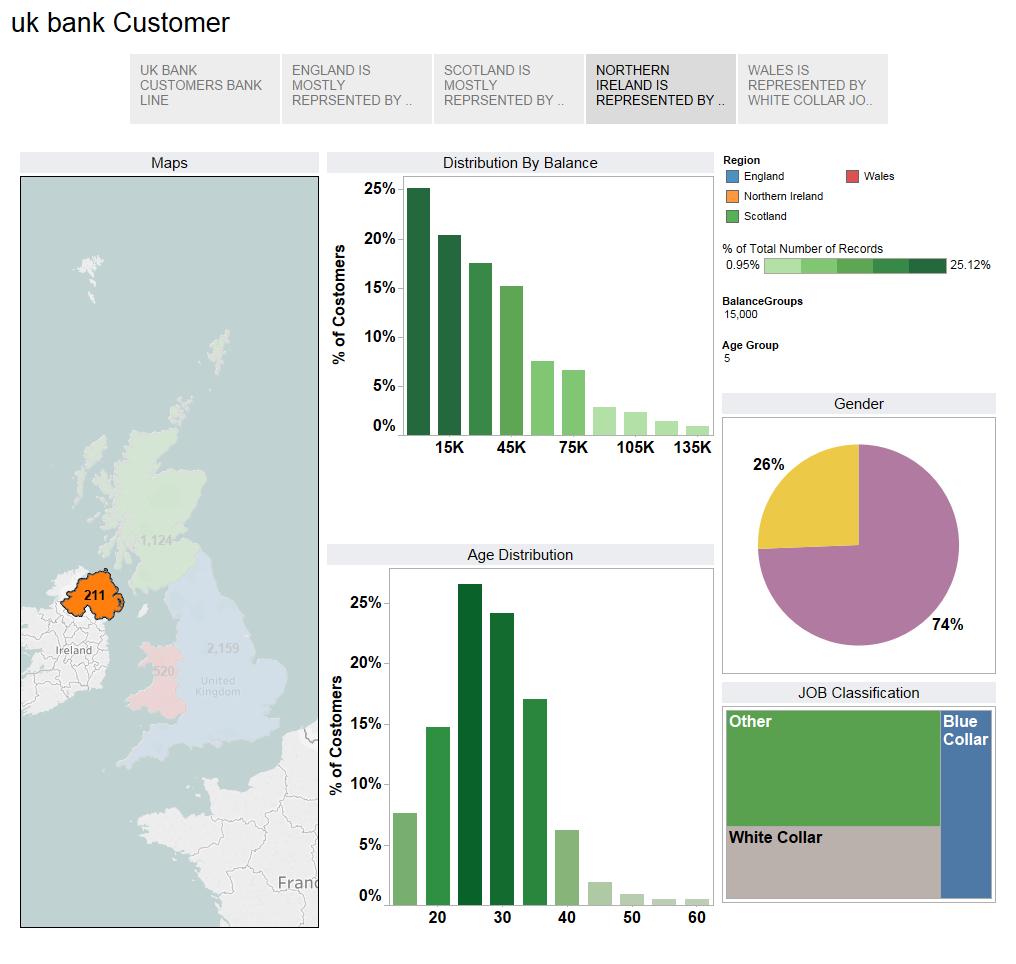 uk bank Customer
UK BANK
CUSTOMERS BANK
LINE
ENGLAND IS
MOSTLY
REPRSENTED BY ..
SCOTLAND IS
MOSTLY
REPRSENTED BY ..
NORTHERN
IRELAND IS
REPRESENTED BY ..
WALES IS
REPRESENTED BY
WHITE COLLAR JO..
Maps
1,124
211
Ireland
2,159
520
United
Kingdom
Franc
Distribution By Balance
% of Costomers
25%
20%
15%
10%
5%
0%
15K 45K 75K 105K 135K
Age Distribution
% of Costomers
25%
20%
15%
10%
5%
0%
20 30 40 50 60
Region
England Wales
Northern Ireland
Scotland
% of Total Number of Records
0.95% 25.12%
BalanceGroups
15,000
Age Group
5
Gender
26%
74%
JOB Classification
Other
Blue
Collar
White Collar